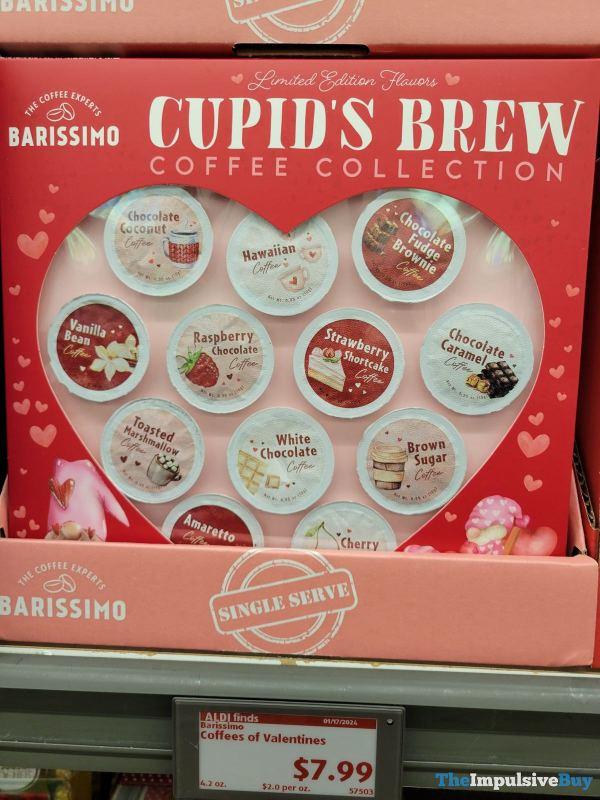 BARISSIMO
Limited Edition Flavors
THE COFFEE EXPERTS
BARISSIMO
CUPID'S BREW
COFFEE COLLECTION
Chocolate
Coconut
Coffee
Hawaiian
Coffee
Chocolate
Fudge
Brownie
Coffee
Vanilla
Bean
Coffee
Raspberry
Chocolate
Coffee
Strawberry
Shortcake
Coffee
Chocolate
Caramel
Coffee
Toasted
Marshmallow
Coffee
White
Chocolate
Coffee
Brown
Sugar
Coffee
Amaretto
Coffee
Cherry
THE COFFEE EXPERTS
BARISSIMO
SINGLE SERVE
ALDI finds
01/17/2024
Barissimo
Coffees of Valentines
$7.99
4.2 oz.
$2.0 per oz.
57503
TheImpulsiveBuy